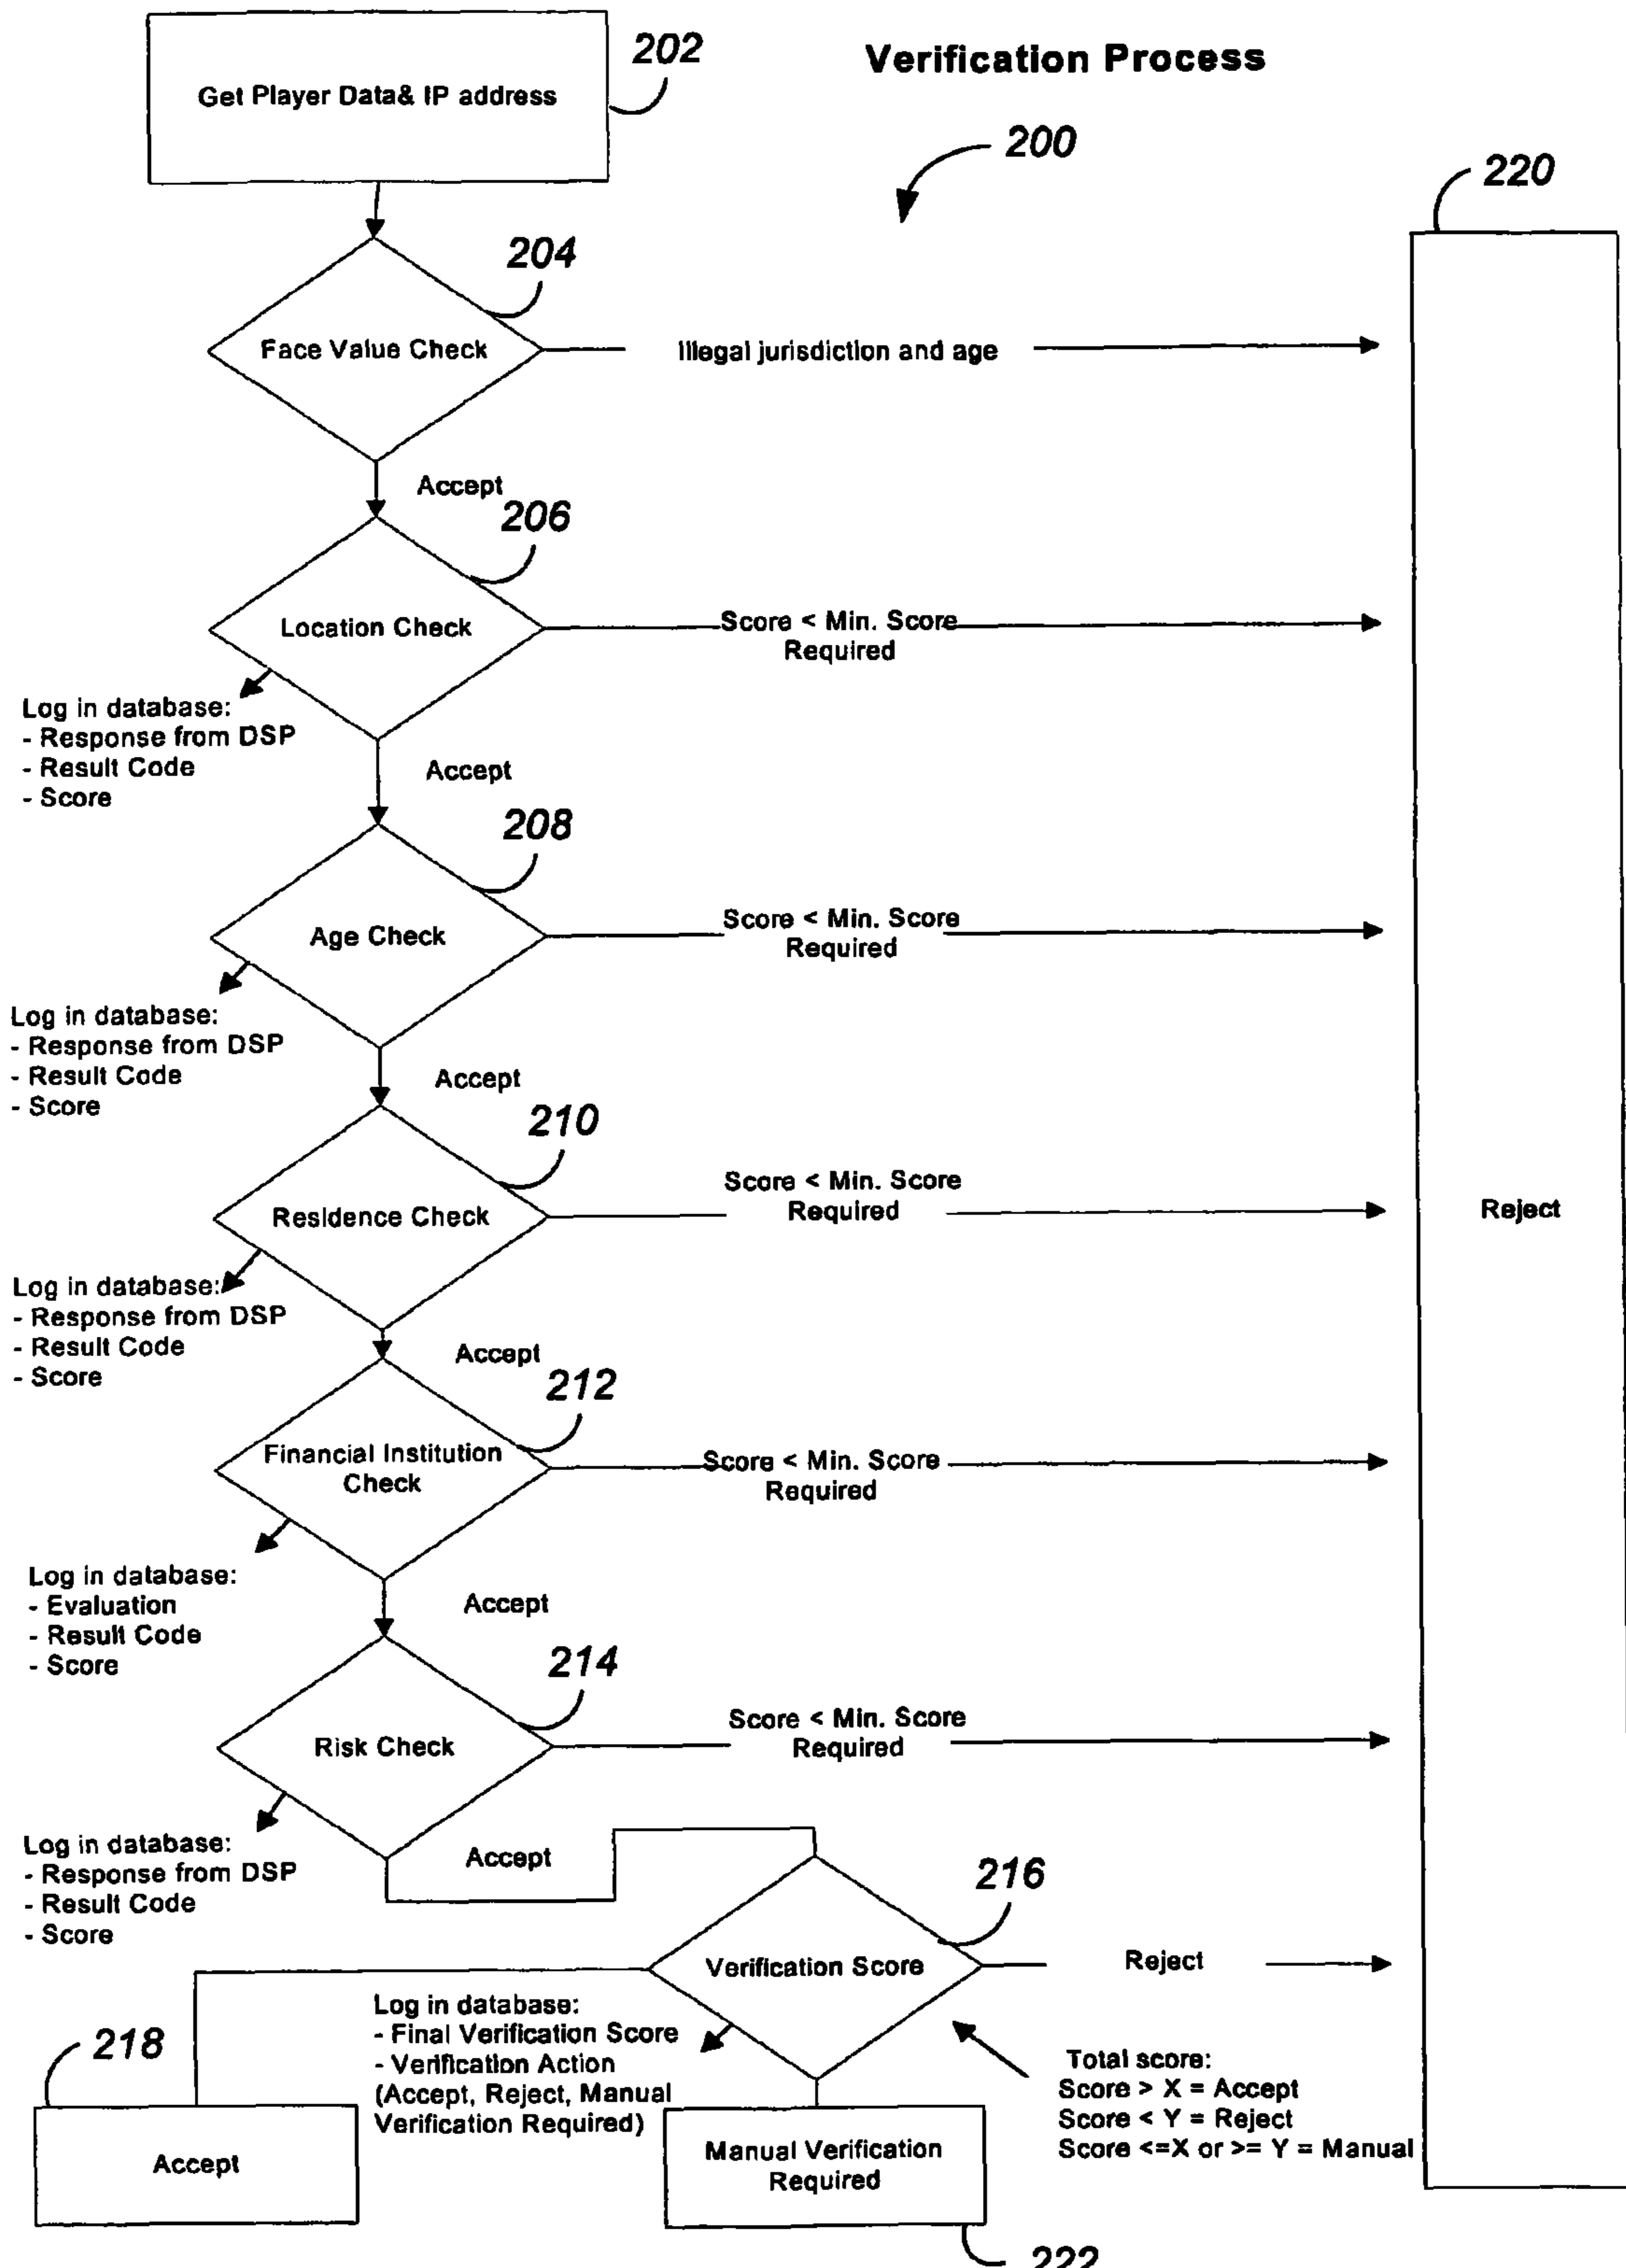 202
Verification Process
Get Player Data& IP address
200
220
204
Face Value Check
Illegal jurisdiction and age
Accept
206
Location Check
Score < Min. Score
Required
Log in database:
- Response from DSP
- Result Code
- Score
Accept
208
Age Check
Score < Min. Score
Required
Log in database:
- Response from DSP
- Result Code
- Score
Accept
210
Residence Check
Score < Min. Score
Required
Reject
Log in database:
- Response from DSP
- Result Code
- Score
Accept
212
Financial Institution
Check
Score < Min. Score
Required
Log in database:
- Evaluation
- Result Code
- Score
Accept
214
Risk Check
Score < Min. Score
Required
Log in database:
- Response from DSP
- Result Code
- Score
Accept
216
Verification Score
Reject
Log in database:
- Final Verification Score
- Verification Action
(Accept, Reject, Manual
Verification Required)
Total score:
Score > X = Accept
Score < Y = Reject
Score <=X or >= Y = Manual
218
Accept
Manual Verification
Required
222